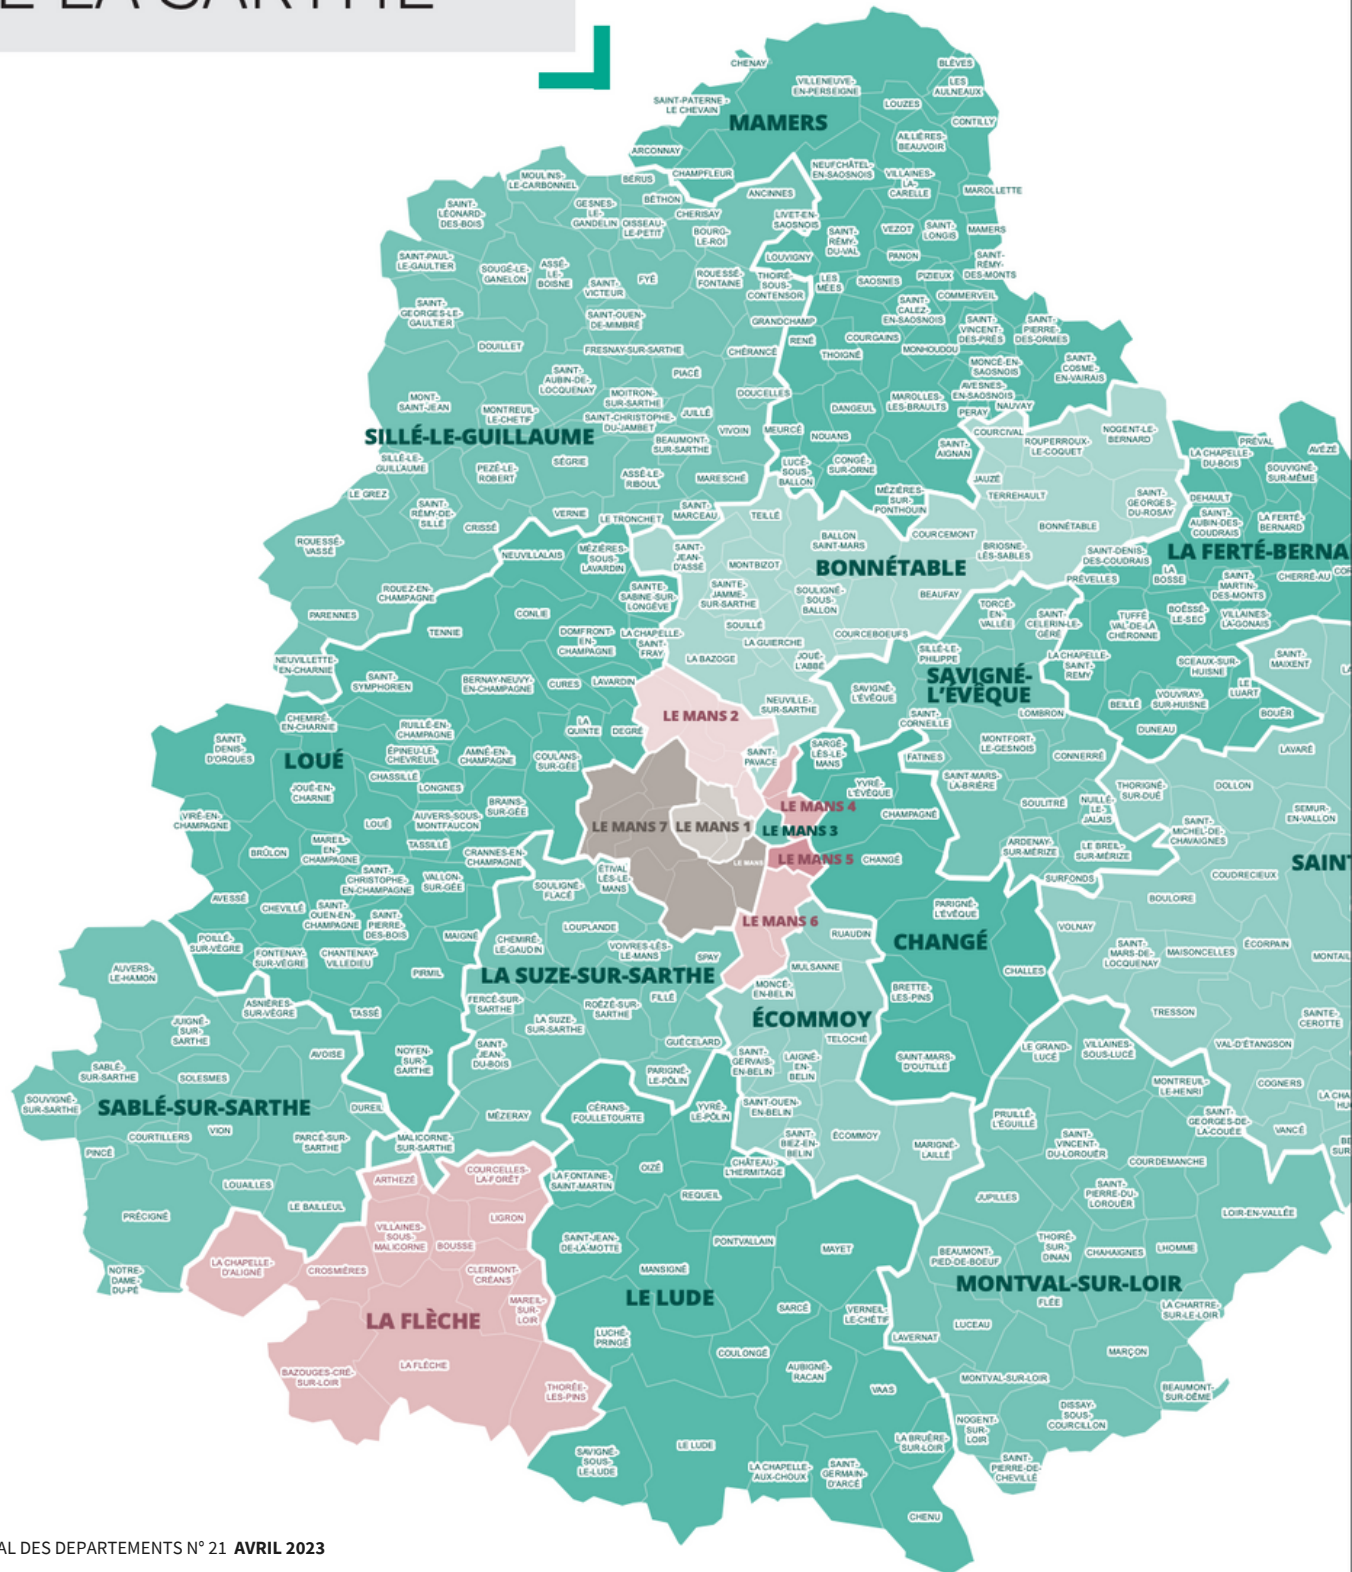 E LA SARTHE
CHENAY
BLÈVES
VILLENEUVE-
EN-PERSEIGNE
LES
AULNEAUX
SAINT-PATERNE -
LE CHEVAIN
LOUZES
MAMERS
CONTILLY
AILLIÈRES-
BEAUVOIR
ARCONNAY
CHAMPFLEUR
NEUFCHÂTEL-
EN-SAOSNOIS
VILLAINES-
LA-
CARELLE
MAROLLETTE
MOULINS-
LE-CARBONNEL
BÉRUS
BÉTHON
ANCINNES
SAINT-
LÉONARD-
DES-BOIS
GESNES-
LE-
GANDELIN
OISSEAU-
LE-PETIT
CHERISAY
BOURG-
LE-ROI
LIVET-EN-
SAOSNOIS
SAINT-
RÉMY-
DU-VAL
VEZOT
SAINT-
LONGIS
MAMERS
SAINT-PAUL-
LE-GAULTIER
SOUGÉ-LE-
GANELON
ASSÉ-
LE-
BOISNE
SAINT-
VICTEUR
FYÉ
ROUESSÉ-
FONTAINE
LOUVIGNY
THOIRÉ-
SOUS-
CONTENSOR
LES
MÉES
SAOSNES
PANON
PIZIEUX
SAINT-
RÉMY-
DES-MONTS
COMMERVEIL
SAINT-
GEORGES-LE-
GAULTIER
SAINT-OUEN-
DE-MIMBRÉ
GRANDCHAMP
SAINT-
CALEZ-
EN-SAOSNOIS
SAINT-
VINCENT-
DES-PRÉS
SAINT-
PIERRE-
DES-ORMES
DOUILLET
FRESNAY-SUR-SARTHE
CHÉRANCÉ
RENÉ
THOIGNÉ
COURGAINS
MONHOUDOU
MONCÉ-EN-
SAOSNOIS
SAINT-
COSME-
EN-VAIRAIS
SAINT-
AUBIN-DE-
LOCQUENAY
PIACÉ
DOUCELLES
MONT-
SAINT-JEAN
MONTREUIL-
LE-CHETIF
MOITRON-
SUR-SARTHE
SAINT-CHRISTOPHE-
DU-JAMBET
JUILLÉ
DANGEUL
MAROLLES-
LES-BRAULTS
AVESNES-
EN-SAOSNOIS
PERAY
NAUVAY
SILLÉ-LE-GUILLAUME
BEAUMONT-
SUR-SARTHE
VIVOIN
MEURCÉ
NOUANS
SAINT-
AIGNAN
COURCIVAL
ROUPERROUX-
LE-COQUET
NOGENT-LE-
BERNARD
SILLÉ-LE-
GUILLAUME
PEZÉ-LE-
ROBERT
SÉGRIE
ASSÉ-LE-
RIBOUL
MARESCHÉ
LUCÉ-
SOUS-
BALLON
CONGÉ-
SUR-ORNE
JAUZÉ
TERREHAULT
SAINT-
GEORGES-
DU-ROSAY
LA CHAPELLE-
DU-BOIS
PRÉVAL
AVÉZÉ
SOUVIGNÉ-
SUR-MÊME
LE GREZ
SAINT-
RÉMY-DE-
SILLÉ
CRISSÉ
VERNIE
LE TRONCHET
SAINT-
MARCEAU
TEILLÉ
MÉZIÈRES-
SUR-
PONTHOUIN
BONNÉTABLE
DEHAULT
SAINT-
AUBIN-DES-
COUDRAIS
LA FERTÉ-
BERNARD
ROUESSÉ-
VASSÉ
NEUVILLALAIS
MÉZIÈRES-
SOUS-
LAVARDIN
SAINT-
JEAN-
D'ASSÉ
MONTBIZOT
BALLON
SAINT-MARS
COURCEMONT
BRIOSNE-
LÈS-SABLES
SAINT-DENIS-
DES-COUDRAIS
LA FERTÉ-BERNA
BONNÉTABLE
PRÉVELLES
LA
BOSSE
SAINT-
MARTIN-
DES-MONTS
CHERRÉ-AU
COR
ROUEZ-EN-
CHAMPAGNE
SAINTE-
SABINE-SUR-
LONGÈVE
SAINTE-
JAMME-
SUR-SARTHE
SOULIGNÉ-
SOUS-
BALLON
BEAUFAY
TORCÉ-
EN-
VALLÉE
SAINT-
CELERIN-LE-
GÉRÉ
TUFFÉ
VAL-DE-LA
CHÉRONNE
BOËSSÉ-
LE-SEC
VILLAINES-
LA-GONAIS
PARENNES
CONLIE
TENNIE
DOMFRONT-
EN-
CHAMPAGNE
LA CHAPELLE-
SAINT-
FRAY
SOUILLÉ
LA GUIERCHE
COURCEBOEUFS
LA BAZOGE
JOUÉ-
L'ABBÉ
SILLÉ-LE-
PHILIPPE
LA CHAPELLE-
SAINT-
REMY
SCEAUX-SUR-
HUISNE
SAINT-
MAIXENT
LA
NEUVILLETTE-
EN-CHARNIE
SAINT-
SYMPHORIEN
BERNAY-NEUVY-
EN-CHAMPAGNE
CURES
LAVARDIN
SAVIGNÉ-
L'ÉVÊQUE
SAVIGNÉ-
L'ÉVÊQUE
LE
LUART
BEILLÉ
VOUVRAY-
SUR-HUISNE
BOUËR
CHEMIRÉ-
EN-CHARNIE
RUILLÉ-EN-
CHAMPAGNE
LA
QUINTE
DEGRÉ
LE MANS 2
NEUVILLE-
SUR-SARTHE
SAINT-
CORNEILLE
LOMBRON
DUNEAU
SAINT-
DENIS-
D'ORQUES
LOUÉ
ÉPINEU-LE-
CHEVREUIL
AMNÉ-EN-
CHAMPAGNE
COULANS-
SUR-GÉE
SAINT-
PAVACE
SARGÉ-
LÈS-LE-
MANS
FATINES
MONTFORT-
LE-GESNOIS
CONNERRÉ
LAVARÉ
JOUÉ-EN-
CHARNIE
CHASSILLÉ
LONGNES
YVRÉ-
L'ÉVÊQUE
SAINT-MARS-
LA-BRIÈRE
THORIGNÉ-
SUR-DUÉ
DOLLON
VIRÉ-EN-
CHAMPAGNE
LOUÉ
AUVERS-SOUS-
MONTFAUCON
BRAINS-
SUR-GÉE
LE MANS 4
CHAMPAGNÉ
SOULITRÉ
NUILLÉ-
LE-
JALAIS
SEMUR-
EN-VALLON
LE MANS 7
LE MANS 1
LE MANS 3
SAINT-
MICHEL-DE-
CHAVAIGNES
BRÛLON
MAREIL-
EN-
CHAMPAGNE
TASSILLÉ
CRANNES-EN-
CHAMPAGNE
LE MANS
LE MANS 5
CHANGÉ
ARDENAY-
SUR-MÉRIZE
LE BREIL-
SUR-MÉRIZE
SAINT
SAINT-
CHRISTOPHE-
EN-CHAMPAGNE
VALLON-
SUR-GÉE
SOULIGNÉ-
FLACÉ
ÉTIVAL
LÈS-LE-
MANS
SURFONDS
COUDRECIEUX
AVESSÉ
CHEVILLÉ
SAINT-
OUEN-EN-
CHAMPAGNE
SAINT-
PIERRE-
DES-BOIS
LE MANS 6
PARIGNÉ-
L'ÉVÊQUE
BOULOIRE
POILLÉ-
SUR-VÈGRE
FONTENAY-
SUR-VÈGRE
CHANTENAY-
VILLEDIEU
MAIGNÉ
LOUPLANDE
CHEMIRÉ-
LE-GAUDIN
VOIVRES-LÈS-
LE-MANS
SPAY
RUAUDIN
CHANGÉ
VOLNAY
SAINT-
MARS-DE-
LOCQUENAY
MAISONCELLES
ÉCORPAIN
MONTAIL
AUVERS-
LE-HAMON
PIRMIL
LA SUZE-SUR-SARTHE
MULSANNE
CHALLES
ASNIÈRES-
SUR-VÈGRE
TASSÉ
FERCÉ-SUR-
SARTHE
LA SUZE-
SUR-SARTHE
ROËZÉ-SUR-
SARTHE
FILLÉ
MONCÉ-
EN-BELIN
BRETTE-
LES-PINS
TRESSON
SAINTE-
CEROTTE
JUIGNÉ-
SUR-
SARTHE
ÉCOMMOY
AVOISE
NOYEN-
SUR-
SARTHE
SAINT-
JEAN-
DU-BOIS
GUÉCELARD
TELOCHÉ
LE GRAND-
LUCÉ
VILLAINES-
SOUS-LUCÉ
VAL-D'ÉTANGSON
SABLÉ-
SUR-SARTHE
SOLESMES
PARIGNÉ-
LE-PÔLIN
SAINT-
GERVAIS-
EN-BELIN
LAIGNÉ-
EN-
BELIN
SAINT-MARS-
D'OUTILLÉ
MONTREUIL-
LE-HENRI
COGNERS
LA CHA
HU
SOUVIGNÉ-
SUR-SARTHE
SABLÉ-SUR-SARTHE
DUREIL
MÉZERAY
CÉRANS-
FOULLETOURTE
YVRÉ-
LE-PÔLIN
SAINT-OUEN-
EN-BELIN
PRUILLÉ-
L'ÉGUILLÉ
SAINT-
GEORGES-DE-
LA-COUÉE
VANCÉ
BE
SUR
COURTILLERS
VION
PARCÉ-SUR-
SARTHE
MALICORNE-
SUR-SARTHE
SAINT-
BIEZ-EN-
BELIN
ÉCOMMOY
MARIGNÉ-
LAILLÉ
SAINT-
VINCENT-
DU-LOROUËR
PINCÉ
COURDEMANCHE
LOUAILLES
ARTHEZÉ
COURCELLES-
LA-FORÊT
LA FONTAINE-
SAINT-MARTIN
OIZÉ
CHÂTEAU-
L'HERMITAGE
LE BAILLEUL
LIGRON
REQUEIL
JUPILLES
SAINT-
PIERRE-DU-
LOROUËR
LOIR-EN-VALLÉE
PRÉCIGNÉ
VILLAINES-
SOUS-
MALICORNE
BOUSSE
SAINT-JEAN-
DE-LA-MOTTE
PONTVALLAIN
MAYET
BEAUMONT-
PIED-DE-BOEUF
THOIRÉ-
SUR-
DINAN
CHAHAIGNES
LHOMME
LA CHAPELLE-
D'ALIGNÉ
CROSMIÈRES
CLERMONT-
CRÉANS
MANSIGNÉ
NOTRE-
DAME-
DU-PÉ
MONTVAL-SUR-LOIR
LE LUDE
MAREIL-
SUR-
LOIR
SARCÉ
VERNEIL-
LE-CHÉTIF
FLÉE
LA CHARTRE-
SUR-LE-LOIR
LA FLÈCHE
LUCHÉ-
PRINGÉ
LAVERNAT
LUCEAU
COULONGÉ
MARÇON
BAZOUGES-CRÉ-
SUR-LOIR
LA FLÈCHE
AUBIGNÉ-
RACAN
MONTVAL-SUR-LOIR
THORÉE-
LES-PINS
VAAS
BEAUMONT-
SUR-DÊME
DISSAY-
SOUS-
COURCILLON
NOGENT-
SUR-
LOIR
SAVIGNÉ-
SOUS-
LE-LUDE
LE LUDE
LA BRUÈRE-
SUR-LOIR
LA CHAPELLE-
AUX-CHOUX
SAINT-
GERMAIN-
D'ARCÉ
SAINT-
PIERRE-DE-
CHEVILLÉ
CHENU
AL DES DEPARTEMENTS N° 21 AVRIL 2023